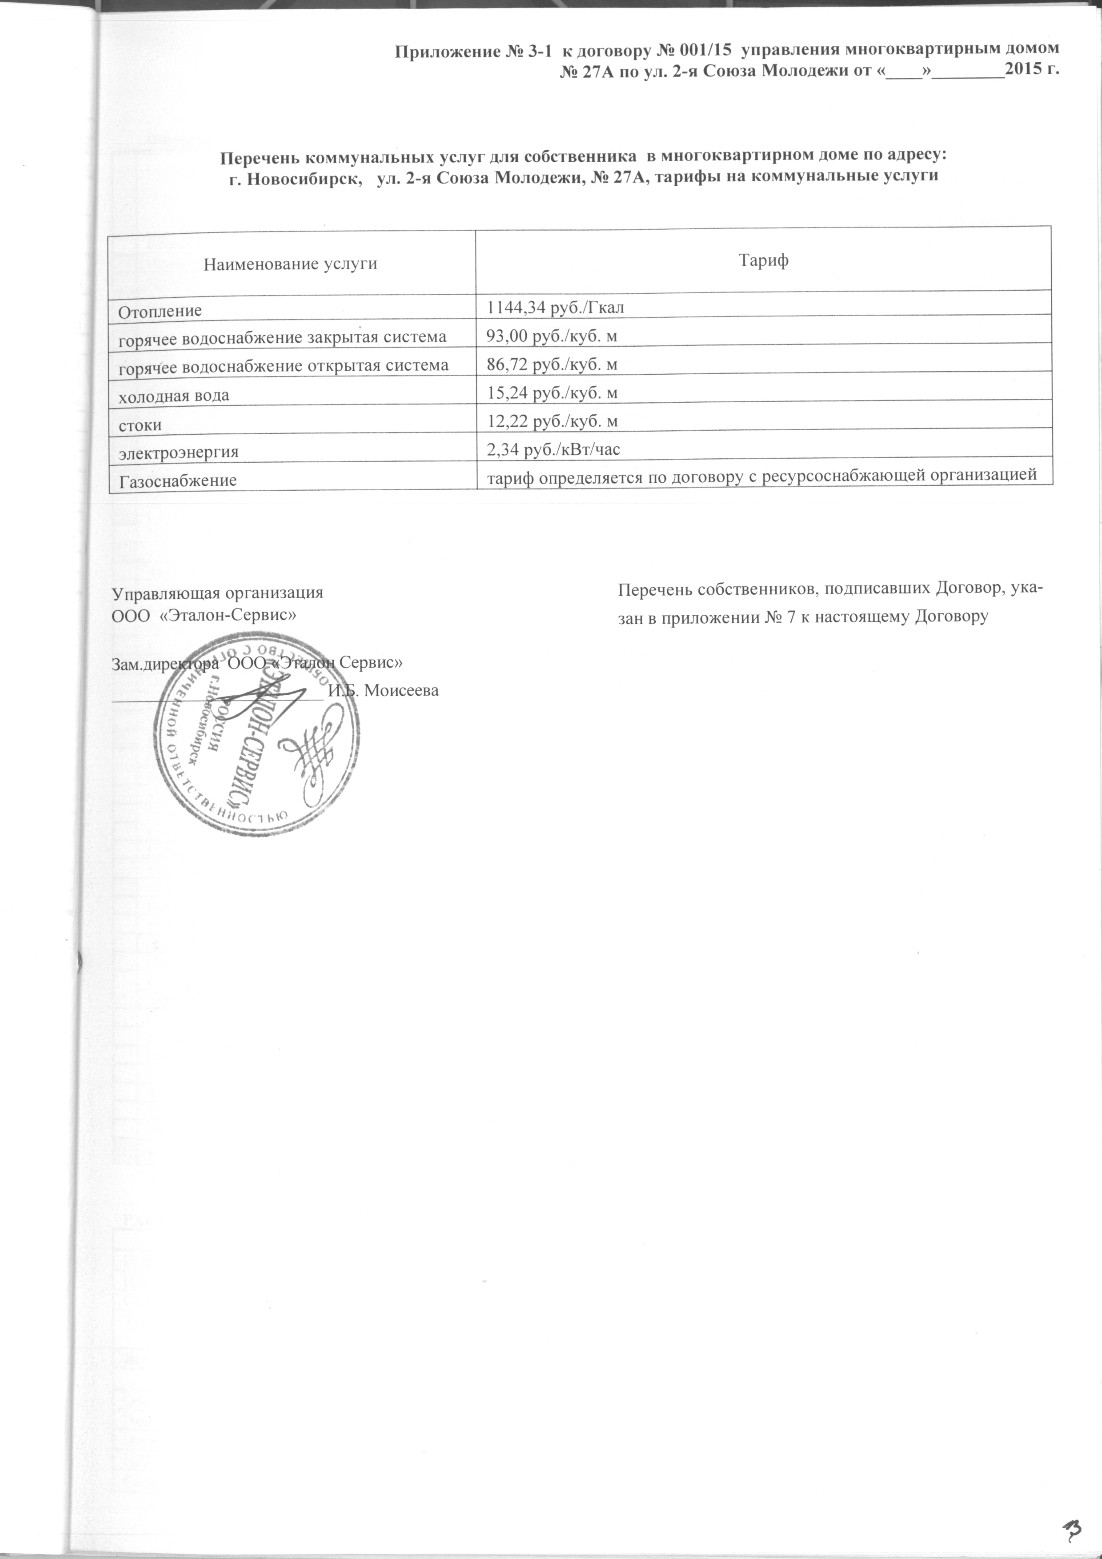 Приложение № 3-1 к договору № 001/15 управления многоквартирным домом
№ 27А по ул. 2-я Союза Молодежи от «____»________2015 г.
Перечень коммунальных услуг для собственника в многоквартирном доме по адресу:
г. Новосибирск, ул. 2-я Союза Молодежи, № 27А, тарифы на коммунальные услуги
Наименование услуги Тариф
Отопление 1144,34 руб./Гкал
горячее водоснабжение закрытая система 93,00 руб./куб. м
горячее водоснабжение открытая система 86,72 руб./куб. м
холодная вода 15,24 руб./куб. м
стоки 12,22 руб./куб. м
электроэнергия 2,34 руб./кВт/час
Газоснабжение тариф определяется по договору с ресурсоснабжающей организацией
Управляющая организация
ООО «Эталон-Сервис»
Перечень собственников, подписавших Договор, ука-
зан в приложении № 7 к настоящему Договору
Зам.директора ООО «Эталон Сервис»
_______________________ И.Б. Моисеева
ОБЩЕСТВО С ОГРАНИЧЕННОЙ ОТВЕТСТВЕННОСТЬЮ
«ЭТАЛОН-СЕРВИС»
РОССИЯ
г.Новосибирск